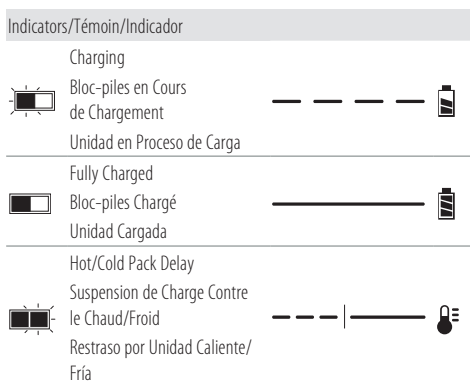 Indicators/Témoin/Indicador
Charging
Bloc-piles en Cours
de Chargement
Unidad en Proceso de Carga
Fully Charged
Bloc-piles Chargé
Unidad Cargada
Hot/Cold Pack Delay
Suspension de Charge Contre
le Chaud/Froid
Restraso por Unidad Caliente/
Fría